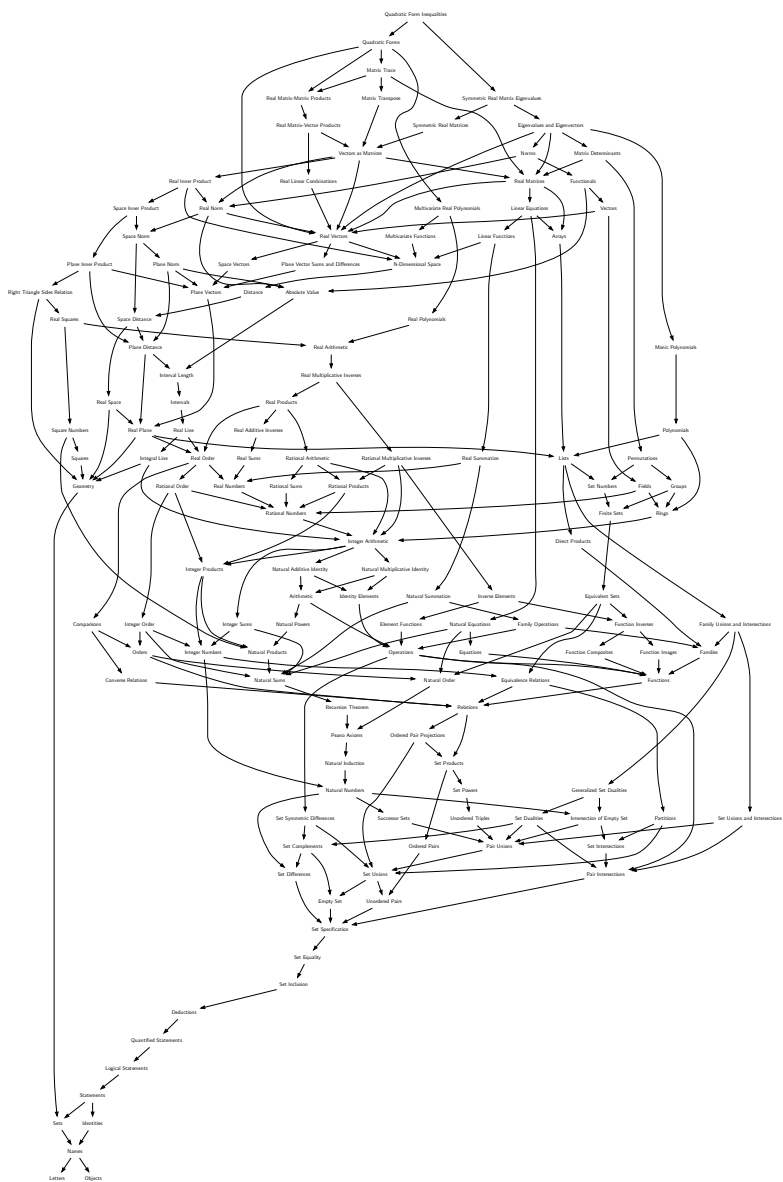 Quadratic Form Inequalities
Quadratic Forms
Matrix Trace
Real Matrix-Matrix Products Matrix Transpose Symmetric Real Matrix Eigenvalues
Real Matrix-Vector Products Symmetric Real Matrices Eigenvalues and Eigenvectors
Vectors as Matrices Norms Matrix Determinants
Real Inner Product Real Linear Combinations Real Matrices Functionals
Space Inner Product Real Norm Multivariate Real Polynomials Linear Equations Vectors
Space Norm Real Vectors Multivariate Functions Linear Functions Arrays
Plane Inner Product Plane Norm Space Vectors Plane Vector Sums and Differences N-Dimensional Space
Right Triangle Sides Relation Plane Vectors Distance Absolute Value
Real Squares Space Distance Real Polynomials
Plane Distance Real Arithmetic Monic Polynomials
Interval Length Real Multiplicative Inverses
Real Space Intervals Real Products
Square Numbers Real Plane Real Line Real Additive Inverses Polynomials
Squares Integral Line Real Order Real Sums Rational Arithmetic Rational Multiplicative Inverses Real Summation Lists Permutations
Geometry Rational Order Real Numbers Rational Sums Rational Products Set Numbers Fields Groups
Rational Numbers Finite Sets Rings
Integer Arithmetic Direct Products
Integer Products Natural Additive Identity Natural Multiplicative Identity
Arithmetic Identity Elements Natural Summation Inverse Elements Equivalent Sets
Comparisons Integer Order Integer Sums Natural Powers Element Functions Natural Equations Family Operations Function Inverses Family Unions and Intersections
Orders Integer Numbers Natural Products Operations Equations Function Composites Function Images Families
Converse Relations Natural Sums Natural Order Equivalence Relations Functions
Recursion Theorem Relations
Peano Axioms Ordered Pair Projections
Natural Induction Set Products
Natural Numbers Set Powers Generalized Set Dualities
Set Symmetric Differences Successor Sets Unordered Triples Set Dualities Intersection of Empty Set Partitions Set Unions and Intersections
Set Complements Ordered Pairs Pair Unions Set Intersections
Set Differences Set Unions Pair Intersections
Empty Set Unordered Pairs
Set Specification
Set Equality
Set Inclusion
Deductions
Quantified Statements
Logical Statements
Statements
Sets Identities
Names
Letters Objects